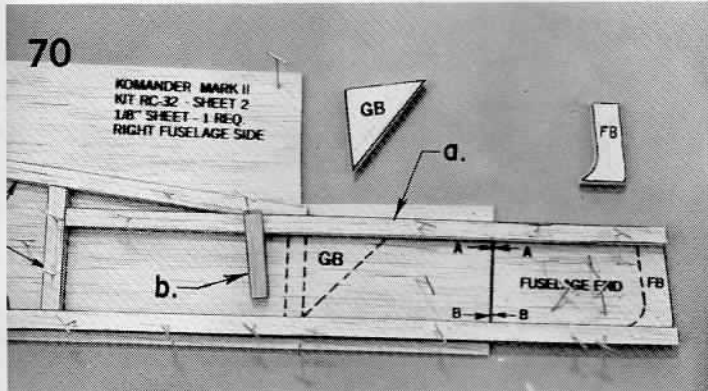 70
KOMANDER MARK II
KIT RC-32 - SHEET 2
1/8" SHEET - 1 REQ
RIGHT FUSELAGE SIDE
GB
FB
a.
b.
GB
A A
FUSELAGE END
FB
B B